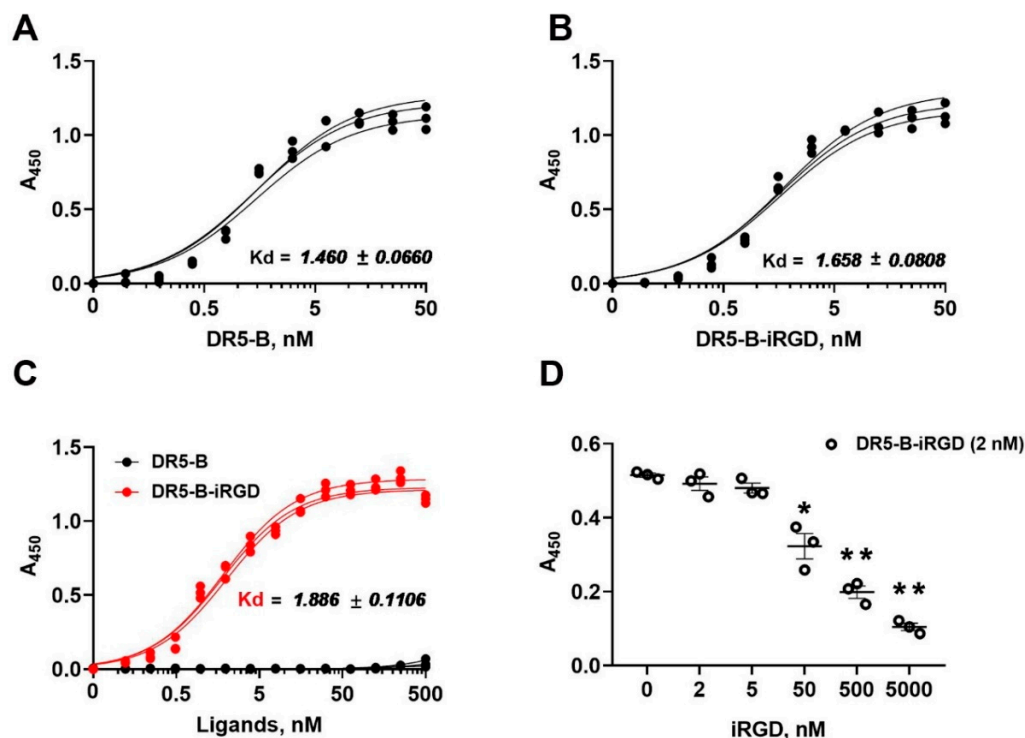 A
1.5
1.0
0.5
0.0
A450
0 0.5 5 50
DR5-B, nM
Kd = 1.460 ± 0.0660
B
1.5
1.0
0.5
0.0
A450
0 0.5 5 50
DR5-B-iRGD, nM
Kd = 1.658 ± 0.0808
C
1.5
1.0
0.5
0.0
A450
DR5-B
DR5-B-iRGD
Kd = 1.886 ± 0.1106
0 0.5 5 50 500
Ligands, nM
D
0.6
0.4
0.2
0.0
A450
DR5-B-iRGD (2 nM)
*
**
**
0 2 5 50 500 5000
iRGD, nM